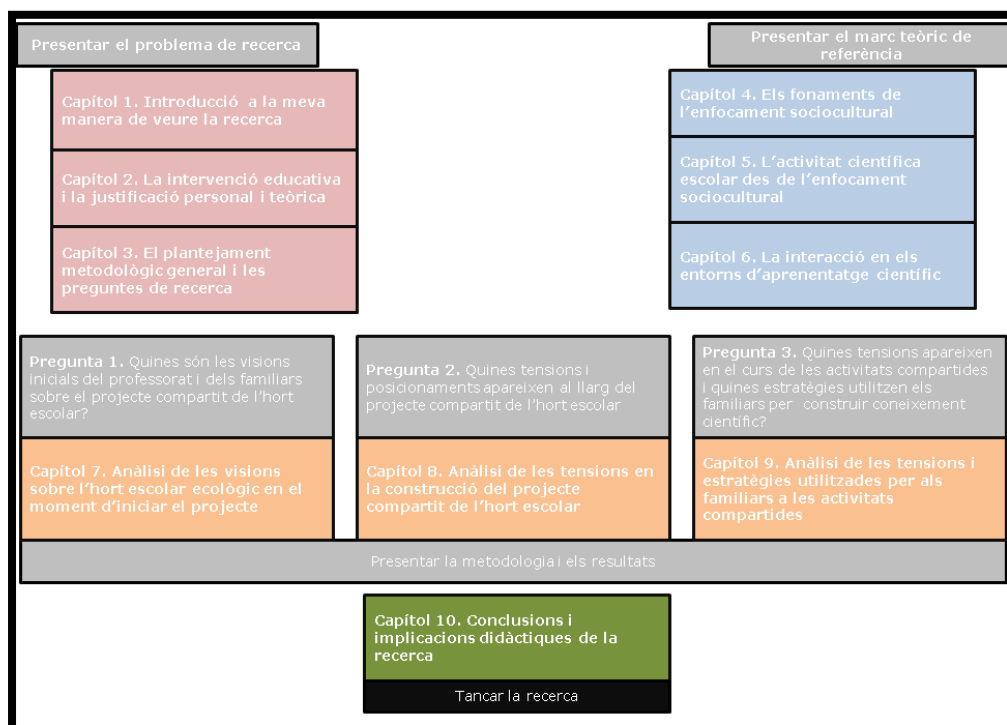 Presentar el problema de recerca
Capítol 1. Introducció a la meva
manera de veure la recerca
Capítol 2. La intervenció educativa
i la justificació personal i teòrica
Capítol 3. El plantejament
metodològic general i les
preguntes de recerca
Presentar el marc teòric de
referència
Capítol 4. Els fonaments de
l'enfocament sociocultural
Capítol 5. L'activitat científica
escolar des de l'enfocament
sociocultural
Capítol 6. La interacció en els
entorns d'aprenentatge científic
Pregunta 1. Quines són les visions
inicials del professorat i dels familiars
sobre el projecte compartit de l'hort
escolar?
Capítol 7. Anàlisi de les visions
sobre l'hort escolar ecològic en el
moment d'iniciar el projecte
Pregunta 2. Quines tensions i
posicionaments apareixen al llarg del
projecte compartit de l'hort escolar
Capítol 8. Anàlisi de les tensions en
la construcció del projecte
compartit de l'hort escolar
Pregunta 3. Quines tensions apareixen
en el curs de les activitats compartides
i quines estratègies utilitzen els
familiars per construir coneixement
científic?
Capítol 9. Anàlisi de les tensions i
estratègies utilitzades per als
familiars a les activitats
compartides
Presentar la metodologia i els resultats
Capítol 10. Conclusions i
implicacions didàctiques de la
recerca
Tancar la recerca